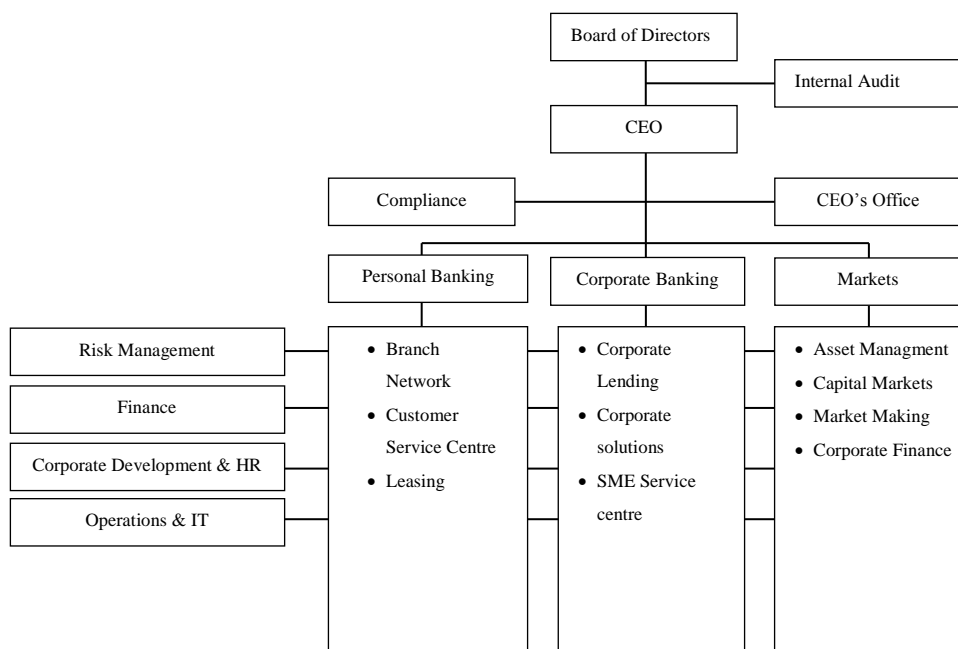 Board of Directors
Internal Audit
CEO
Compliance
CEO’s Office
Personal Banking
Corporate Banking
Markets
Risk Management
Finance
Corporate Development & HR
Operations & IT
• Branch
Network
• Customer
Service Centre
• Leasing
• Corporate
Lending
• Corporate
solutions
• SME Service
centre
• Asset Managment
• Capital Markets
• Market Making
• Corporate Finance